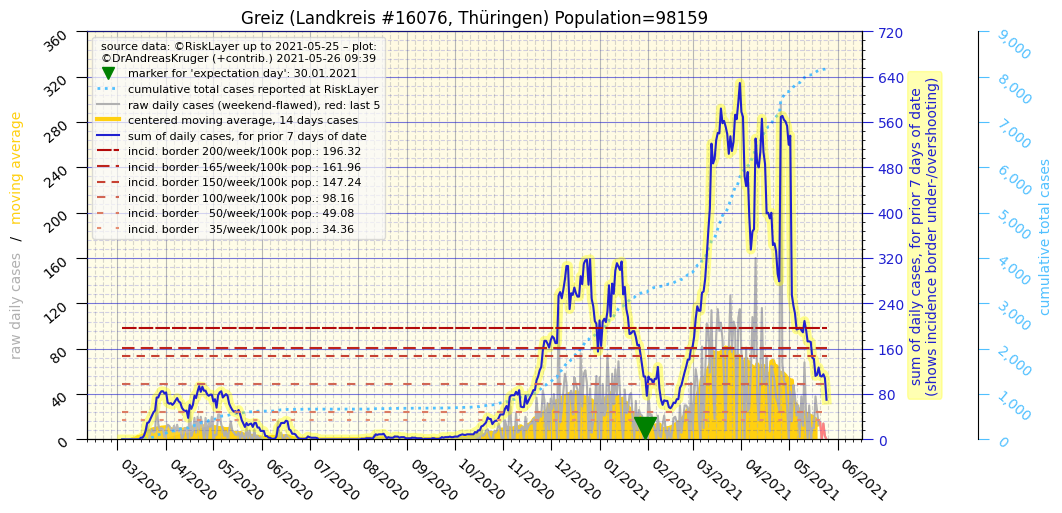 Greiz (Landkreis #16076, Thüringen) Population=98159
source data: ©RiskLayer up to 2021-05-25 – plot:
©DrAndreasKruger (+contrib.) 2021-05-26 09:39
marker for 'expectation day': 30.01.2021
cumulative total cases reported at RiskLayer
raw daily cases (weekend-flawed), red: last 5
centered moving average, 14 days cases
sum of daily cases, for prior 7 days of date
incid. border 200/week/100k pop.: 196.32
incid. border 165/week/100k pop.: 161.96
incid. border 150/week/100k pop.: 147.24
incid. border 100/week/100k pop.: 98.16
incid. border 50/week/100k pop.: 49.08
incid. border 35/week/100k pop.: 34.36
raw daily cases / moving average
360
320
280
240
200
160
120
80
40
0
03/2020
04/2020
05/2020
06/2020
07/2020
08/2020
09/2020
10/2020
11/2020
12/2020
01/2021
02/2021
03/2021
04/2021
05/2021
06/2021
720
640
560
480
400
320
240
160
80
0
sum of daily cases, for prior 7 days of date
(shows incidence border under-/overshooting)
9,000
8,000
7,000
6,000
5,000
4,000
3,000
2,000
1,000
0
cumulative total cases